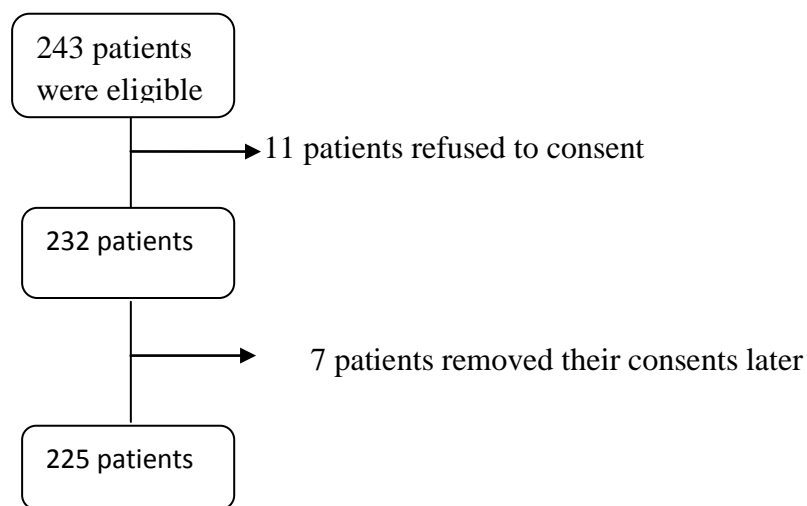 243 patients
were eligible
11 patients refused to consent
232 patients
7 patients removed their consents later
225 patients